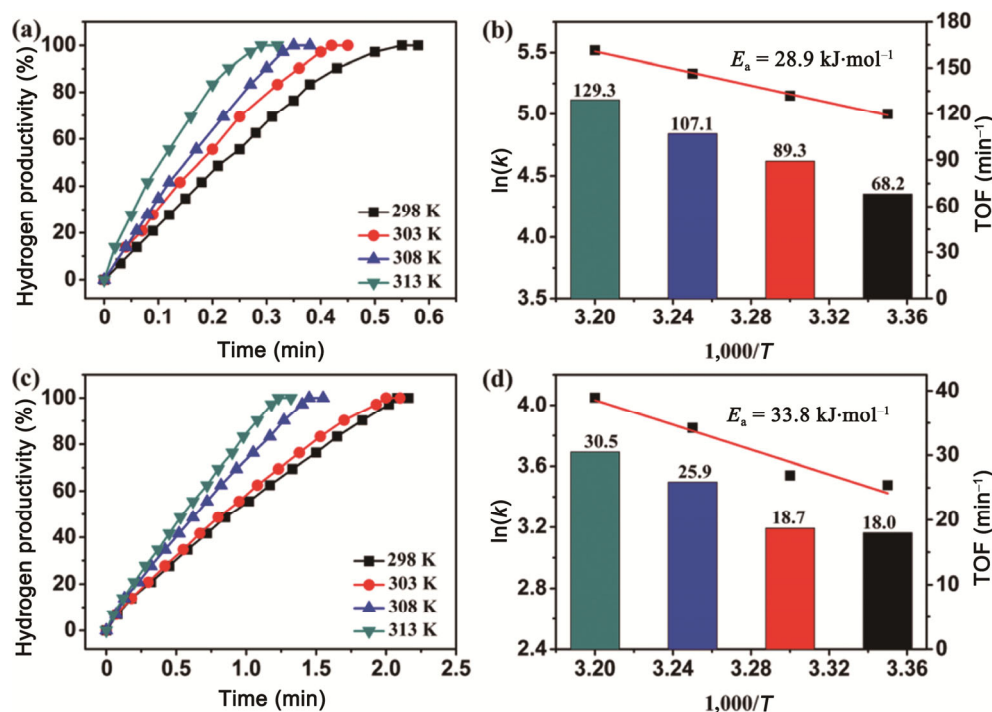 (a)
Hydrogen productivity (%)
100
80
60
40
20
0
298 K
303 K
308 K
313 K
0
0.1
0.2
0.3
0.4
0.5
0.6
Time (min)
(b)
ln(k)
5.5
5.0
4.5
4.0
3.5
Ea = 28.9 kJ·mol−1
129.3
107.1
89.3
68.2
180
150
120
90
60
30
0
TOF (min−1)
3.20
3.24
3.28
3.32
3.36
1,000/T
(c)
Hydrogen productivity (%)
100
80
60
40
20
0
298 K
303 K
308 K
313 K
0
0.5
1.0
1.5
2.0
2.5
Time (min)
(d)
ln(k)
4.0
3.6
3.2
2.8
2.4
Ea = 33.8 kJ·mol−1
30.5
25.9
18.7
18.0
40
30
20
10
0
TOF (min−1)
3.20
3.24
3.28
3.32
3.36
1,000/T